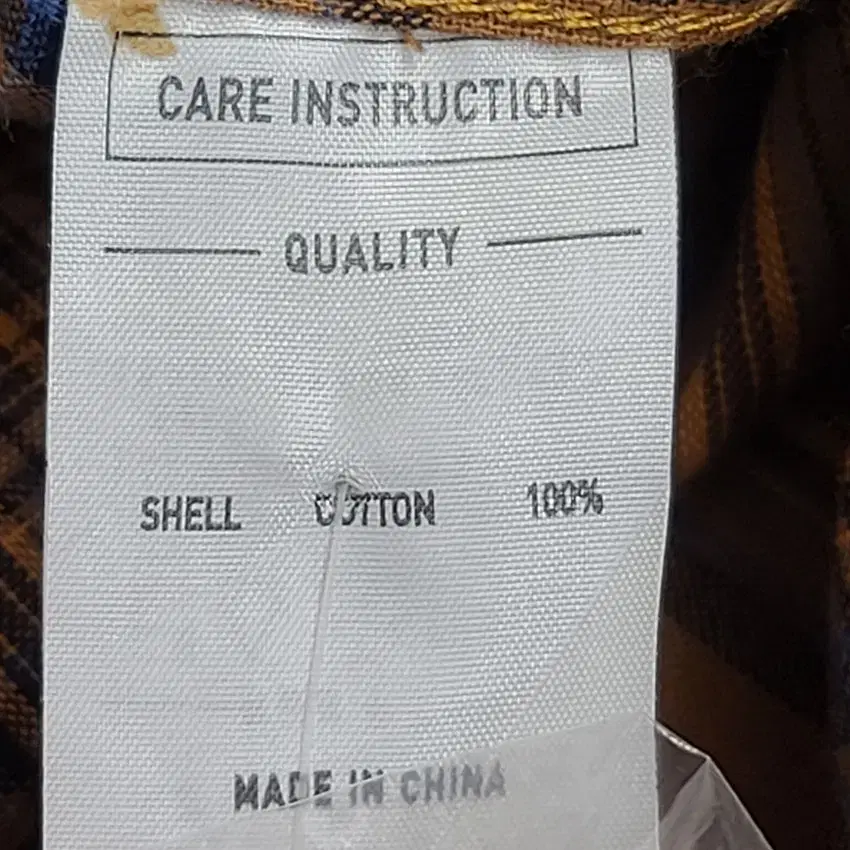 CARE INSTRUCTION
QUALITY
SHELL COTTON 100%
MADE IN CHINA